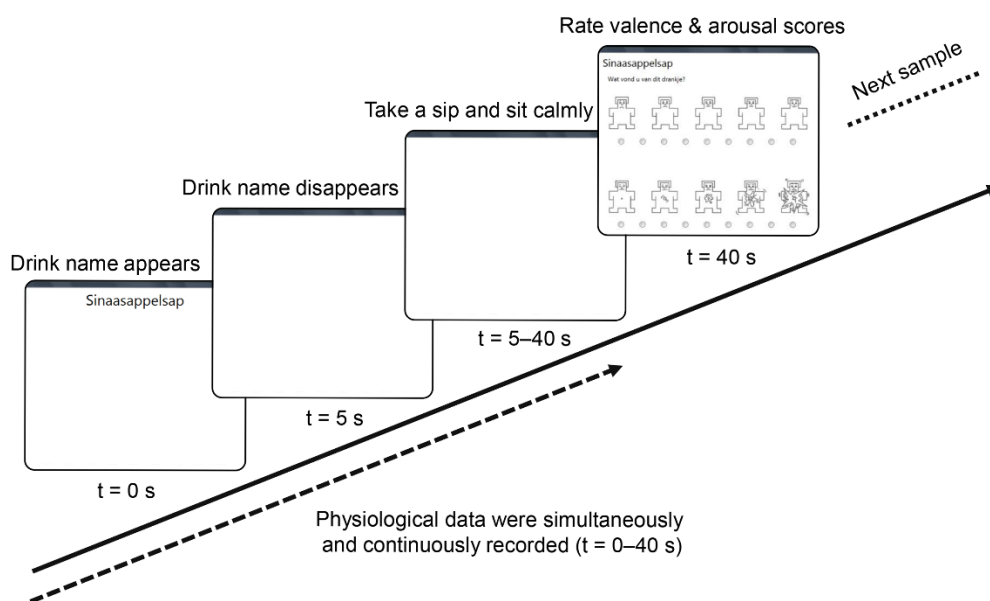 Rate valence & arousal scores
Sinaasappelsap
Wat vond u van dit drankje?
Next sample
Take a sip and sit calmly
Drink name disappears
t = 40 s
Drink name appears
Sinaasappelsap
t = 5–40 s
t = 5 s
t = 0 s
Physiological data were simultaneously
and continuously recorded (t = 0–40 s)